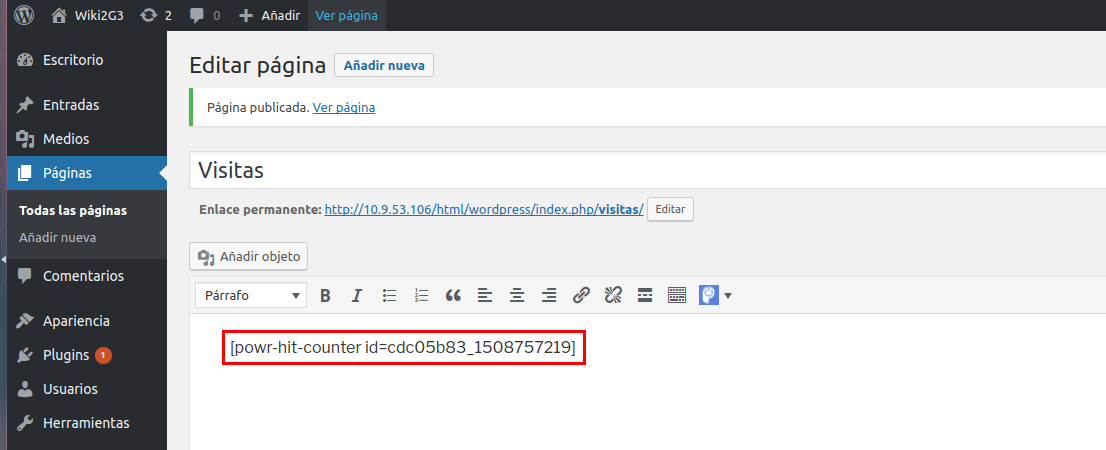 Wiki2G3 2 0 Añadir Ver página
Escritorio
Entradas
Medios
Páginas
Todas las páginas
Añadir nueva
Comentarios
Apariencia
Plugins 1
Usuarios
Herramientas
Editar página Añadir nueva
Página publicada. Ver página
Visitas
Enlace permanente: http://10.9.53.106/html/wordpress/index.php/visitas/ Editar
Añadir objeto
Párrafo B I
[powr-hit-counter id=cdc05b83_1508757219]